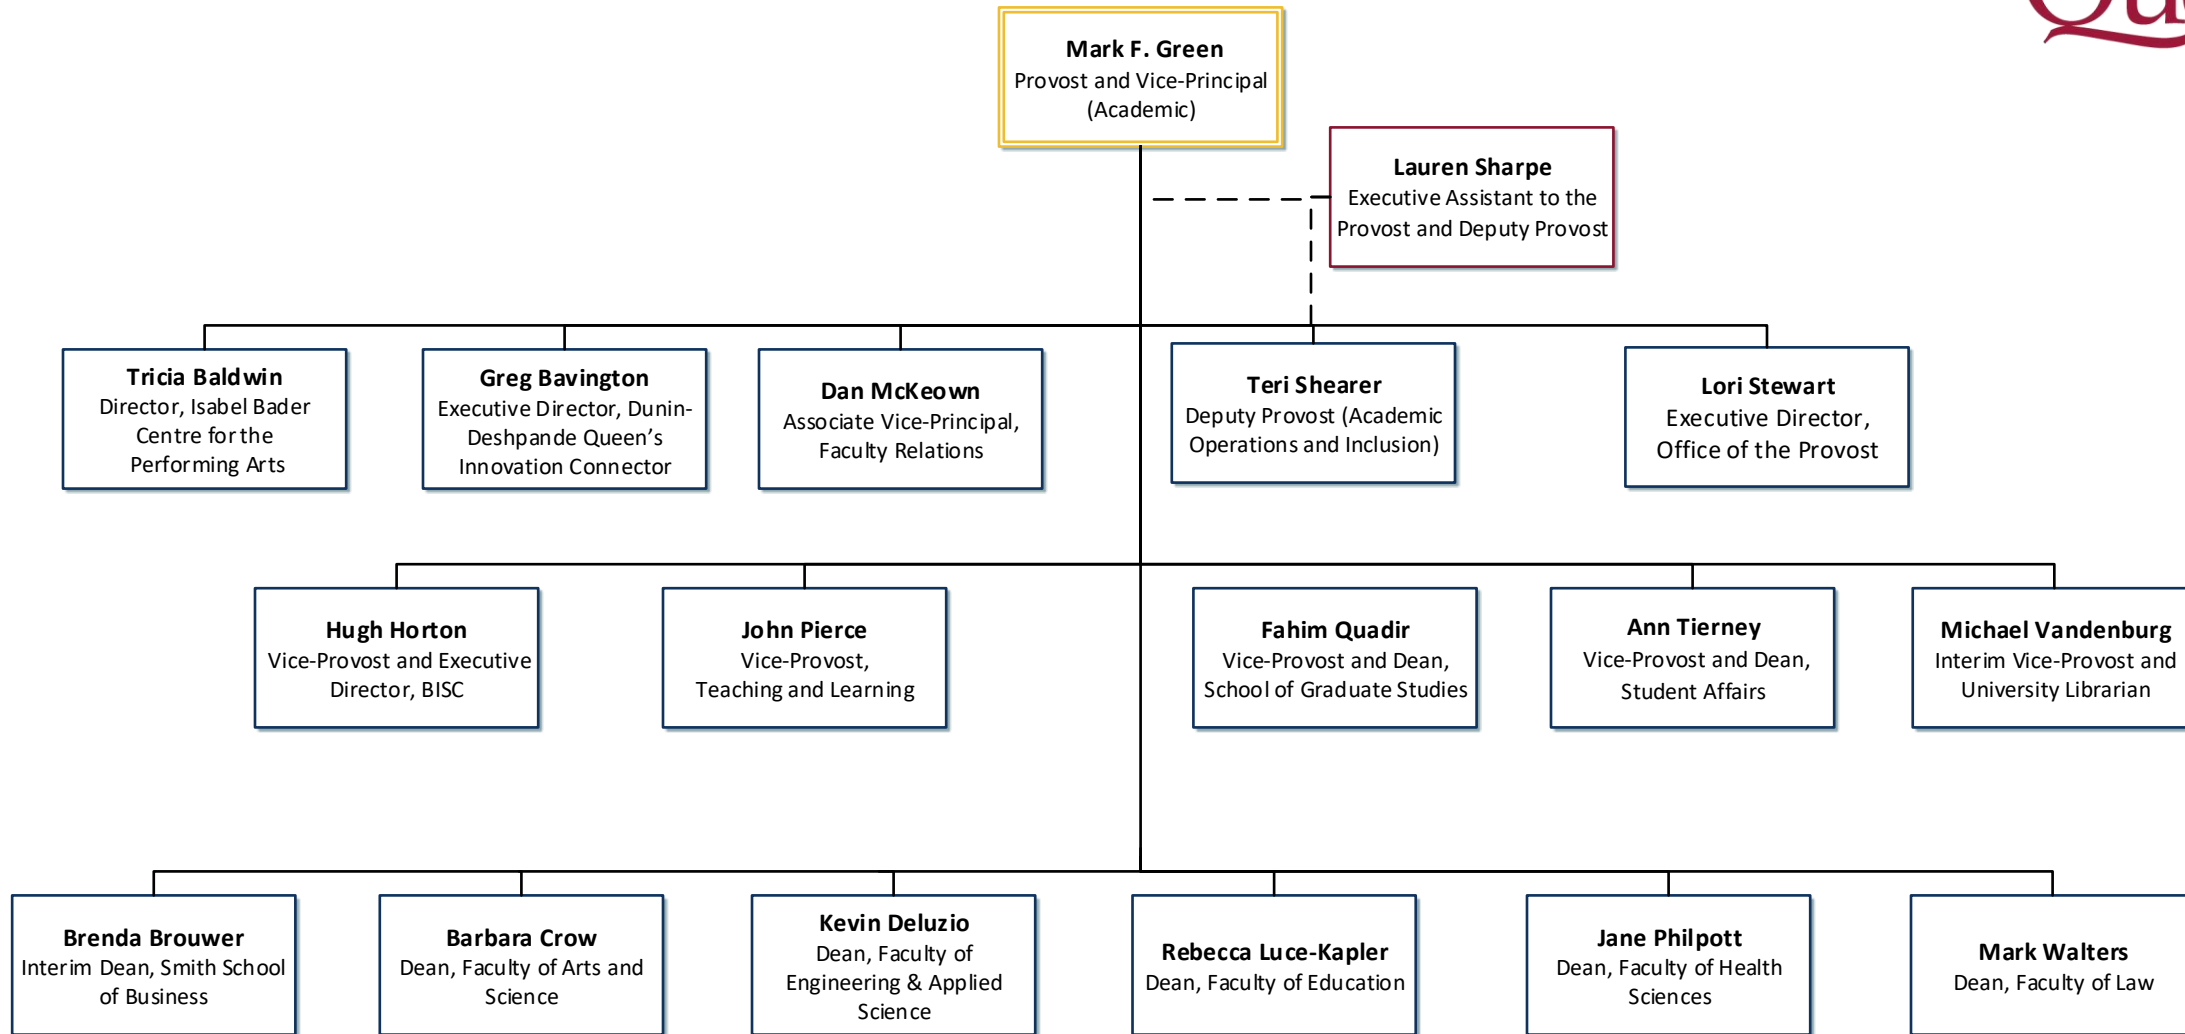 Mark F. Green
Provost and Vice-Principal
(Academic)
Lauren Sharpe
Executive Assistant to the
Provost and Deputy Provost
Tricia Baldwin
Director, Isabel Bader
Centre for the
Performing Arts
Greg Bavington
Executive Director, Dunin-
Deshpande Queen's
Innovation Connector
Dan McKeown
Associate Vice-Principal,
Faculty Relations
Teri Shearer
Deputy Provost (Academic
Operations and Inclusion)
Lori Stewart
Executive Director,
Office of the Provost
Hugh Horton
Vice-Provost and Executive
Director, BISC
John Pierce
Vice-Provost,
Teaching and Learning
Fahim Quadir
Vice-Provost and Dean,
School of Graduate Studies
Ann Tierney
Vice-Provost and Dean,
Student Affairs
Michael Vandenburg
Interim Vice-Provost and
University Librarian
Brenda Brouwer
Interim Dean, Smith School
of Business
Barbara Crow
Dean, Faculty of Arts and
Science
Kevin Deluzio
Dean, Faculty of
Engineering & Applied
Science
Rebecca Luce-Kapler
Dean, Faculty of Education
Jane Philpott
Dean, Faculty of Health
Sciences
Mark Walters
Dean, Faculty of Law